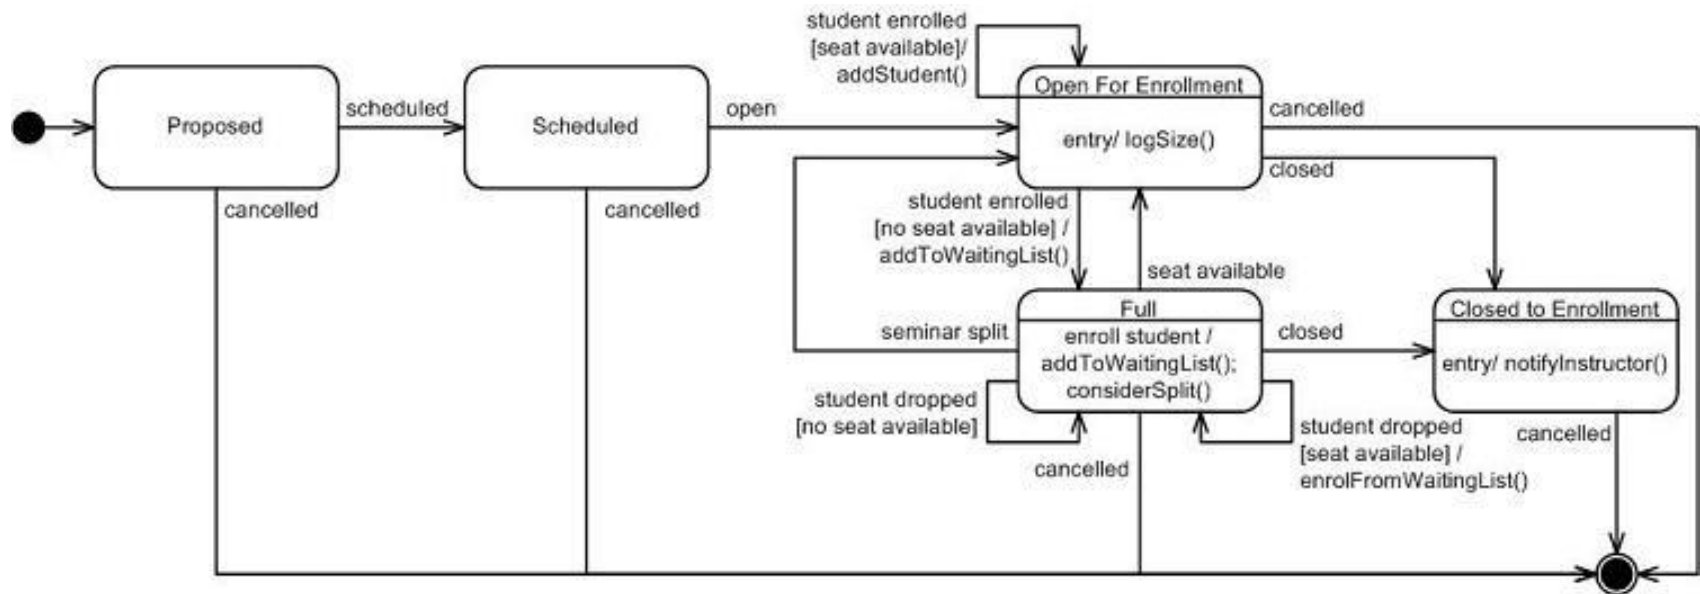 student enrolled
[seat available]/
addStudent()
Proposed
scheduled
Scheduled
open
Open For Enrollment
entry/ logSize()
cancelled
closed
cancelled
cancelled
student enrolled
[no seat available] /
addToWaitingList()
seat available
seminar split
Full
enroll student /
addToWaitingList();
considerSplit()
closed
Closed to Enrollment
entry/ notifyInstructor()
student dropped
[no seat available]
cancelled
student dropped
[seat available] /
enrolFromWaitingList()
cancelled